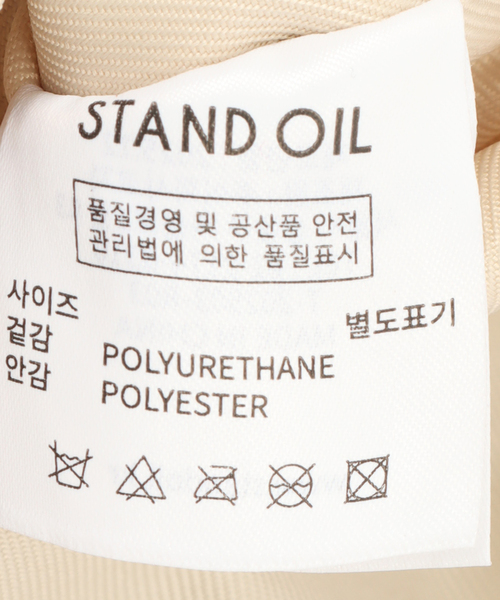 STAND OIL
품질경영 및 공산품 안전
관리법에 의한 품질표시
사이즈 별도표기
겉감 POLYURETHANE
안감 POLYESTER